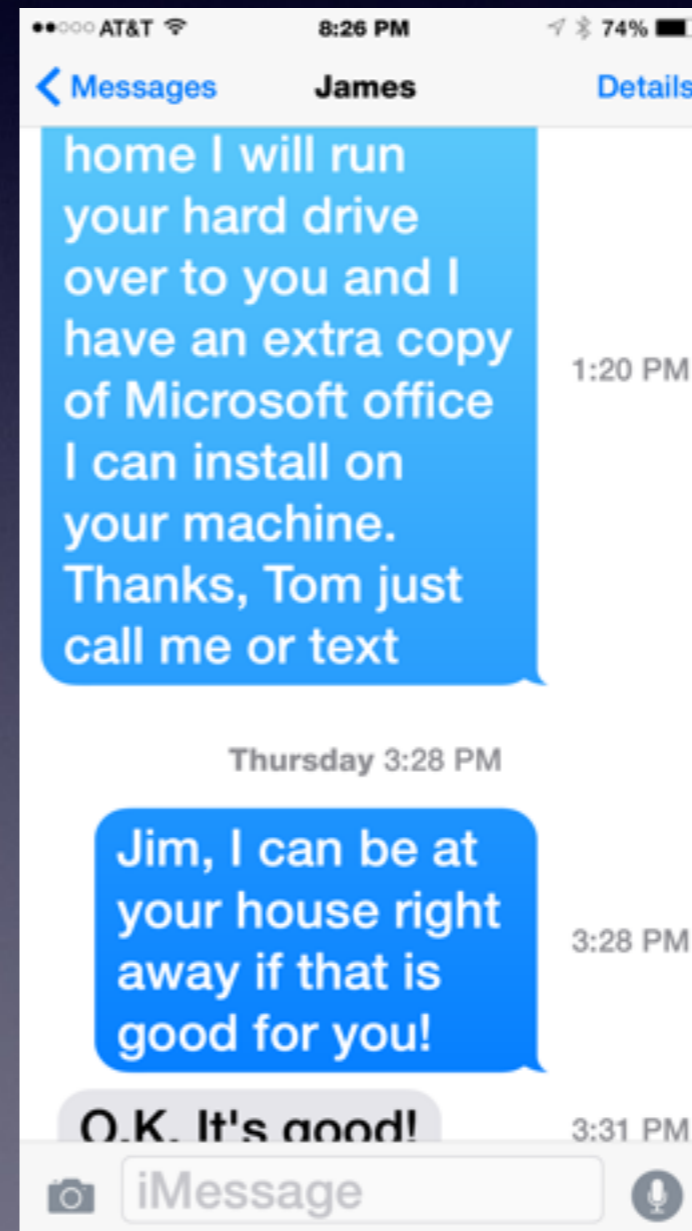 AT&T 8:26 PM 74%
Messages James Details
home I will run
your hard drive
over to you and I
have an extra copy
of Microsoft office
I can install on
your machine.
Thanks, Tom just
call me or text
1:20 PM
Thursday 3:28 PM
Jim, I can be at
your house right
away if that is
good for you!
3:28 PM
O.K. It's good!
3:31 PM
iMessage